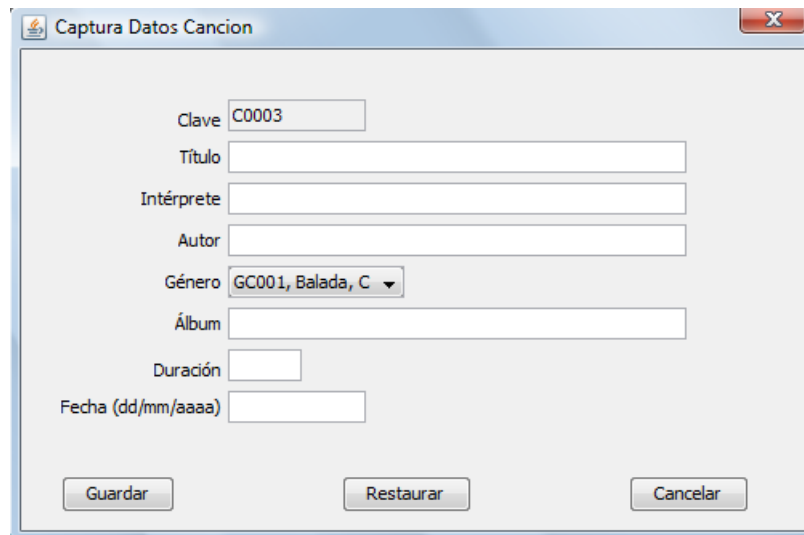 Captura Datos Cancion
Clave C0003
Título
Intérprete
Autor
Género GC001, Balada, C
Álbum
Duración
Fecha (dd/mm/aaaa)
Guardar Restaurar Cancelar